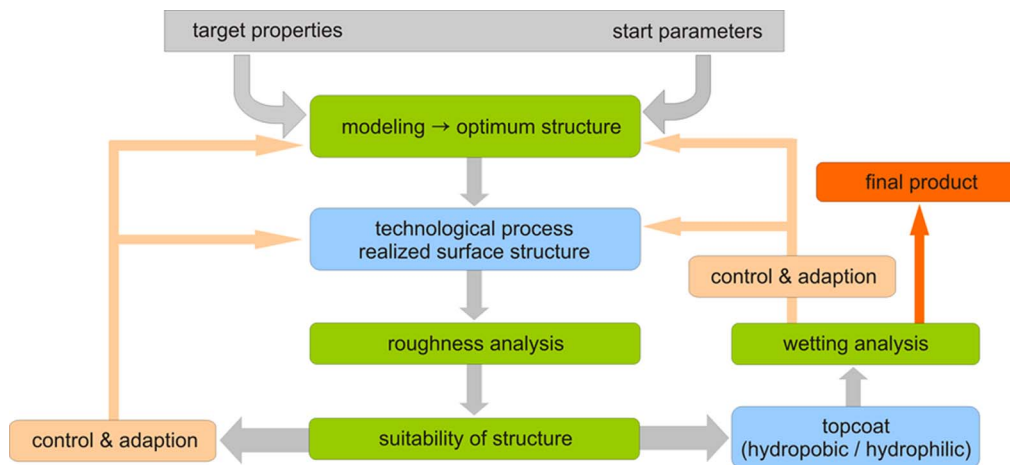 target properties
start parameters
modeling → optimum structure
final product
technological process
realized surface structure
control & adaption
roughness analysis
wetting analysis
control & adaption
suitability of structure
topcoat
(hydropobic / hydrophilic)